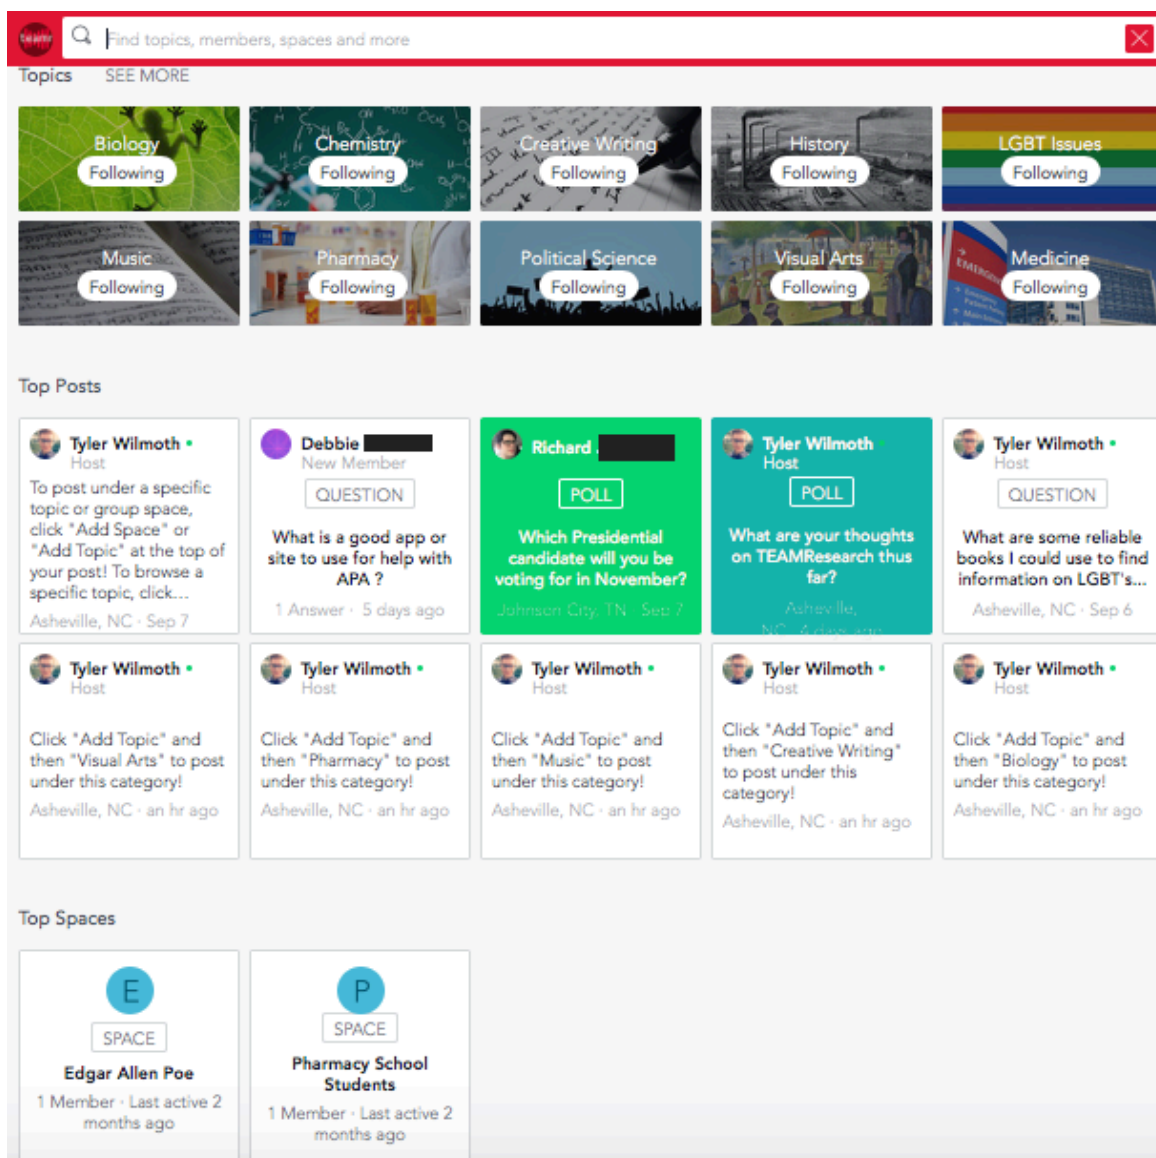 teamr
Find topics, members, spaces and more
Topics SEE MORE
Biology
Following
Chemistry
Following
Creative Writing
Following
History
Following
LGBT Issues
Following
Music
Following
Pharmacy
Following
Political Science
Following
Visual Arts
Following
Medicine
Following
EMERGENC
Top Posts
Tyler Wilmoth
Host
To post under a specific
topic or group space,
click "Add Space" or
"Add Topic" at the top of
your post! To browse a
specific topic, click...
Asheville, NC · Sep 7
Debbie
New Member
QUESTION
What is a good app or
site to use for help with
APA ?
1 Answer · 5 days ago
Richard
POLL
Which Presidential
candidate will you be
voting for in November?
Johnson City, TN · Sep 7
Tyler Wilmoth
Host
POLL
What are your thoughts
on TEAMResearch thus
far?
Asheville,
NC · 4 days ago
Tyler Wilmoth
Host
QUESTION
What are some reliable
books I could use to find
information on LGBT's...
Asheville, NC · Sep 6
Tyler Wilmoth
Host
Click "Add Topic" and
then "Visual Arts" to post
under this category!
Asheville, NC · an hr ago
Tyler Wilmoth
Host
Click "Add Topic" and
then "Pharmacy" to post
under this category!
Asheville, NC · an hr ago
Tyler Wilmoth
Host
Click "Add Topic" and
then "Music" to post
under this category!
Asheville, NC · an hr ago
Tyler Wilmoth
Host
Click "Add Topic" and
then "Creative Writing"
to post under this
category!
Asheville, NC · an hr ago
Tyler Wilmoth
Host
Click "Add Topic" and
then "Biology" to post
under this category!
Asheville, NC · an hr ago
Top Spaces
E
SPACE
Edgar Allen Poe
1 Member · Last active 2
months ago
P
SPACE
Pharmacy School
Students
1 Member · Last active 2
months ago